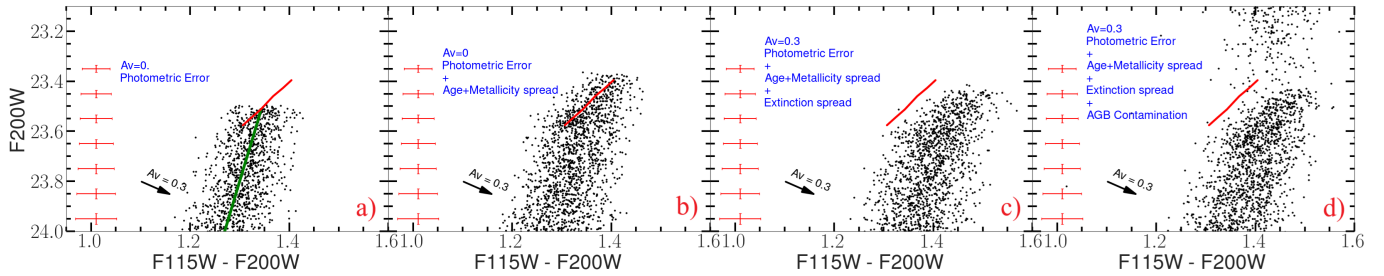 F200W
23.2
23.4
23.6
23.8
24.0
Av=0.
Photometric Error
Av = 0.3
a)
1.0
1.2
1.4
1.6
F115W - F200W
Av=0
Photometric Error
+
Age+Metallicity spread
Av = 0.3
b)
1.0
1.2
1.4
1.6
F115W - F200W
Av=0.3
Photometric Error
+
Age+Metallicity spread
+
Extinction spread
Av = 0.3
c)
1.0
1.2
1.4
1.6
F115W - F200W
Av=0.3
Photometric Error
+
Age+Metallicity spread
+
Extinction spread
+
AGB Contamination
Av = 0.3
d)
1.0
1.2
1.4
1.6
F115W - F200W